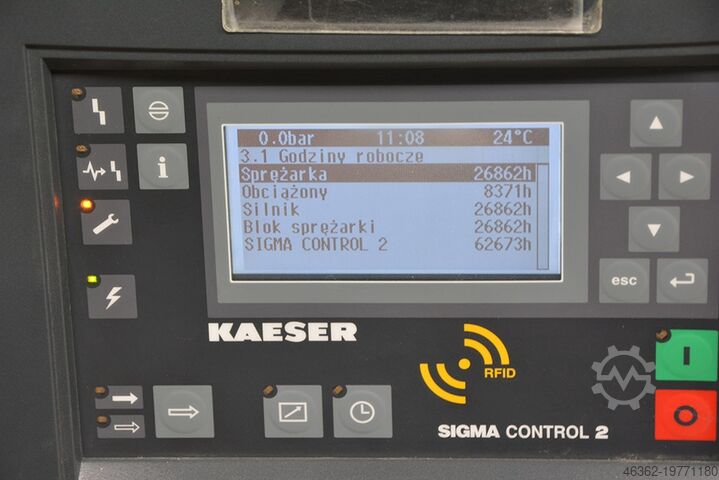 0.0bar 11:08 24°C
3.1 Godziny robocze
Sprężarka 26862h
Obciążony 8371h
Silnik 26862h
Blok sprężarki 26862h
SIGMA CONTROL 2 62673h
i
esc
KAESER
RFID
I
O
SIGMA CONTROL 2
46362-19771180